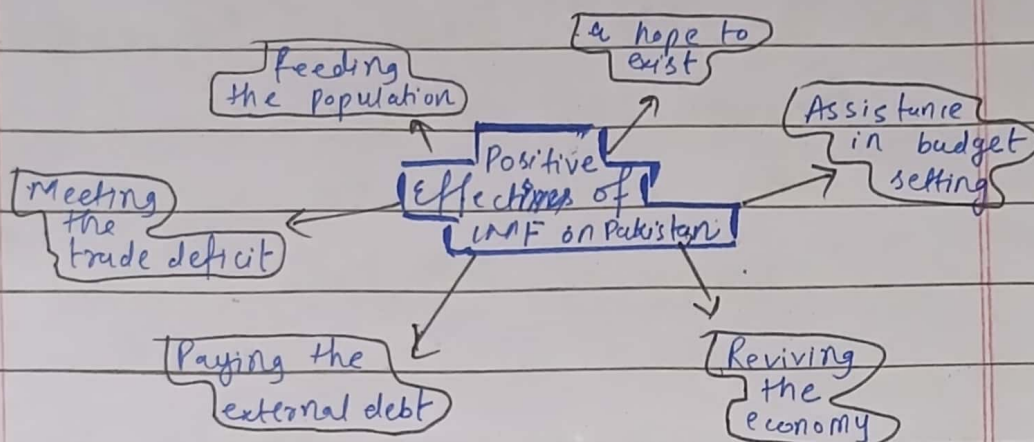 a hope to
exist
Feeding
the population
Assistance
in budget
setting
Positive
Effectives of
IMF on Pakistan
Meeting
the
trade deficit
Paying the
external debt
Reviving
the
economy